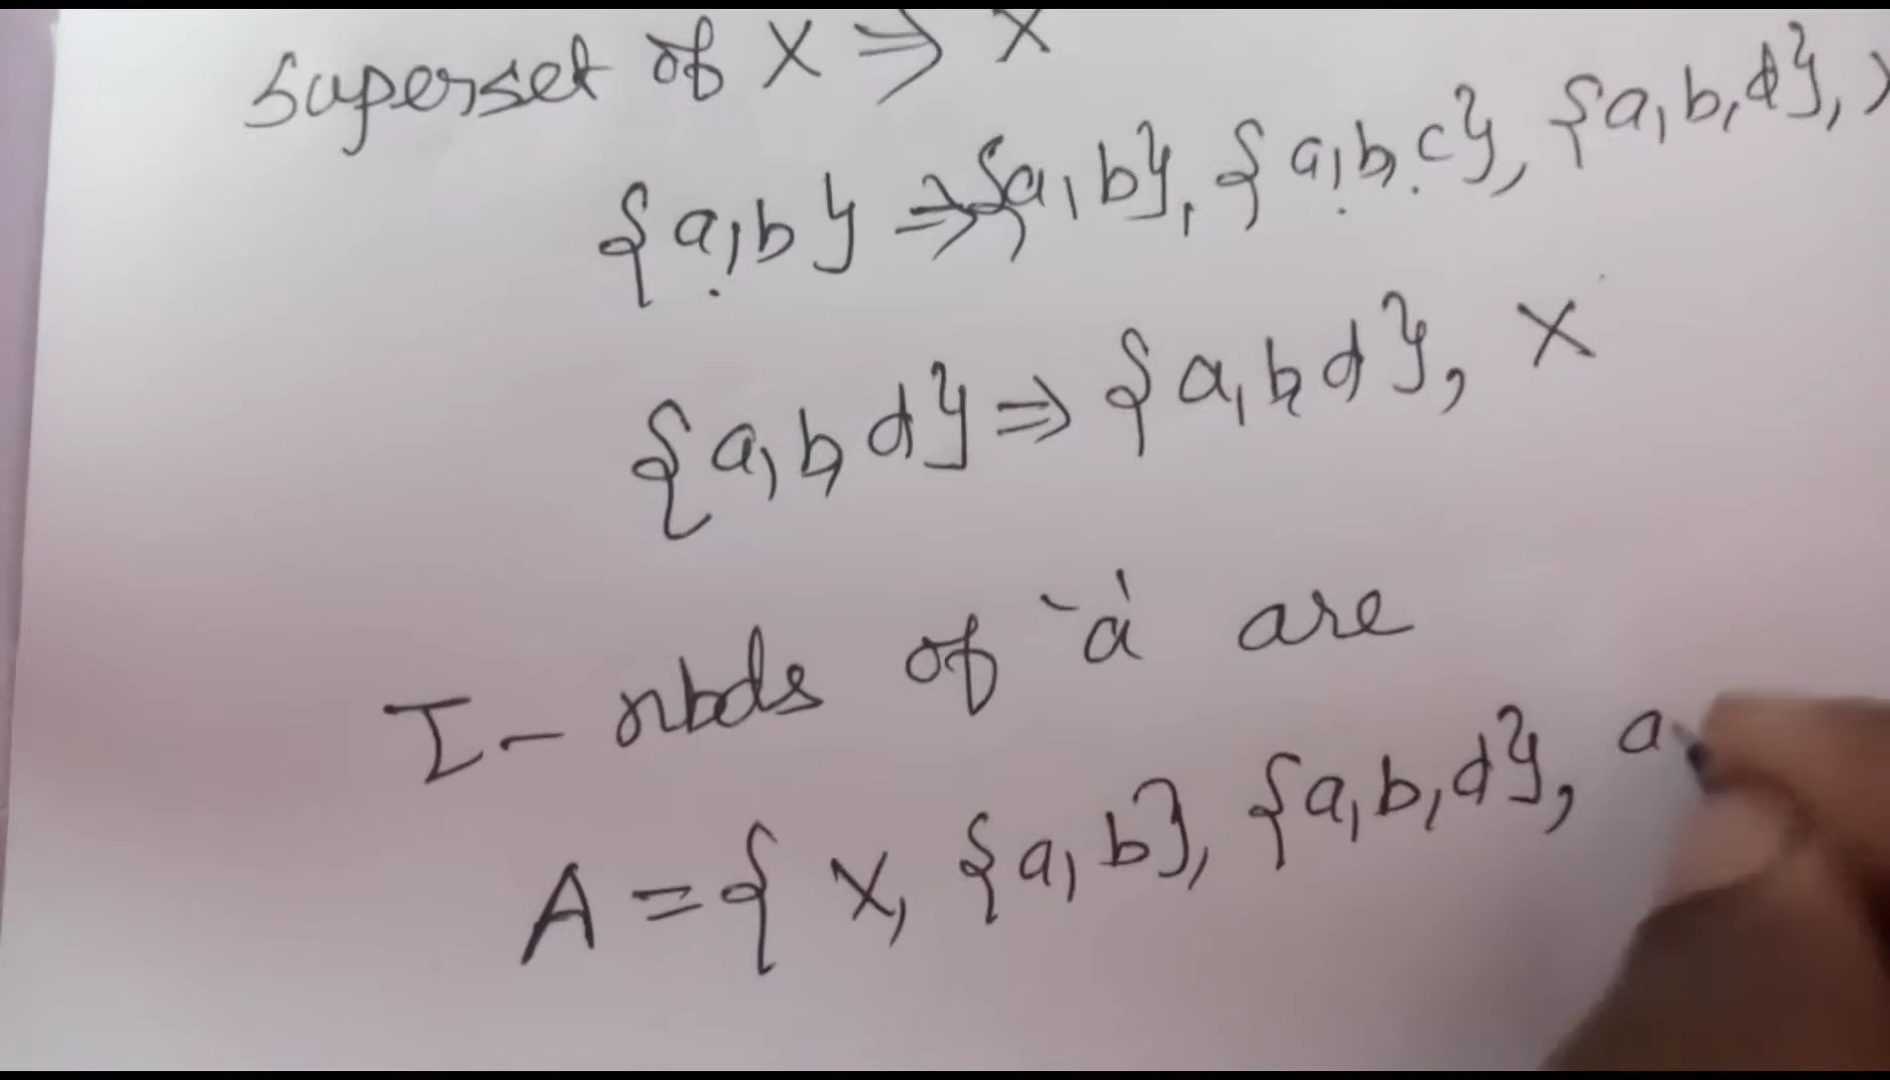 Superset of X ⇒ X
{a,b} ⇒ {a,b}, {a,b,c}, {a,b,d}, X
{a,b,d} ⇒ {a,b,d}, X
τ- nbds of 'a' are
A = { X, {a,b}, {a,b,d}, a